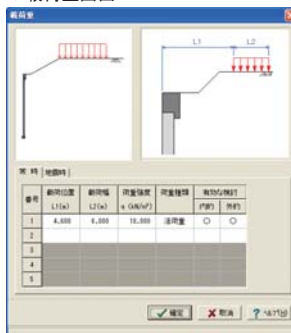 載荷重
L1 L2
常 時 地震時
番号 載荷位置 L1(m) 載荷幅 L2(m) 荷重強度 q (kN/m²) 荷重種類 有効な検討 内的 外的
1 4.600 6.000 10.000 活荷重 ○ ○
2
3
4
5
✓ 確定 ✗ 取消 ? ヘルプ(H)